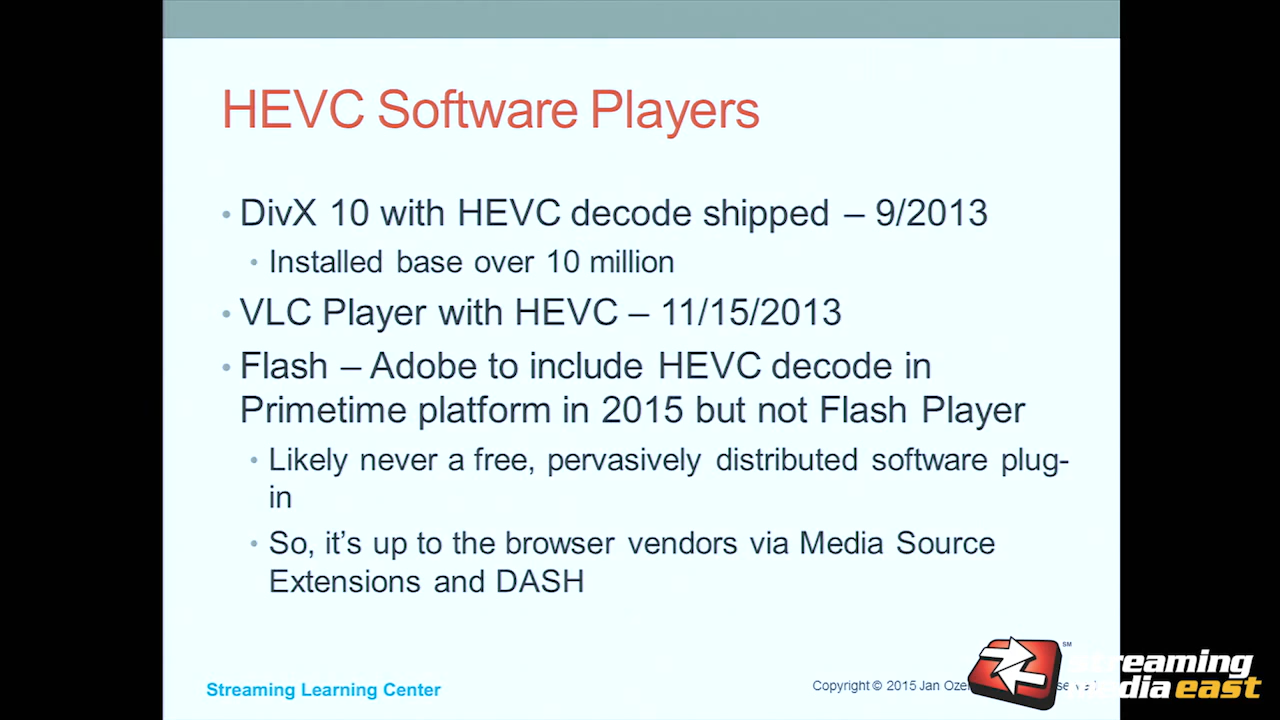 HEVC Software Players
• DivX 10 with HEVC decode shipped – 9/2013
• Installed base over 10 million
• VLC Player with HEVC – 11/15/2013
• Flash – Adobe to include HEVC decode in
Primetime platform in 2015 but not Flash Player
• Likely never a free, pervasively distributed software plug-
in
• So, it's up to the browser vendors via Media Source
Extensions and DASH
Streaming Learning Center
Copyright © 2015 Jan
SM
streaming
media east